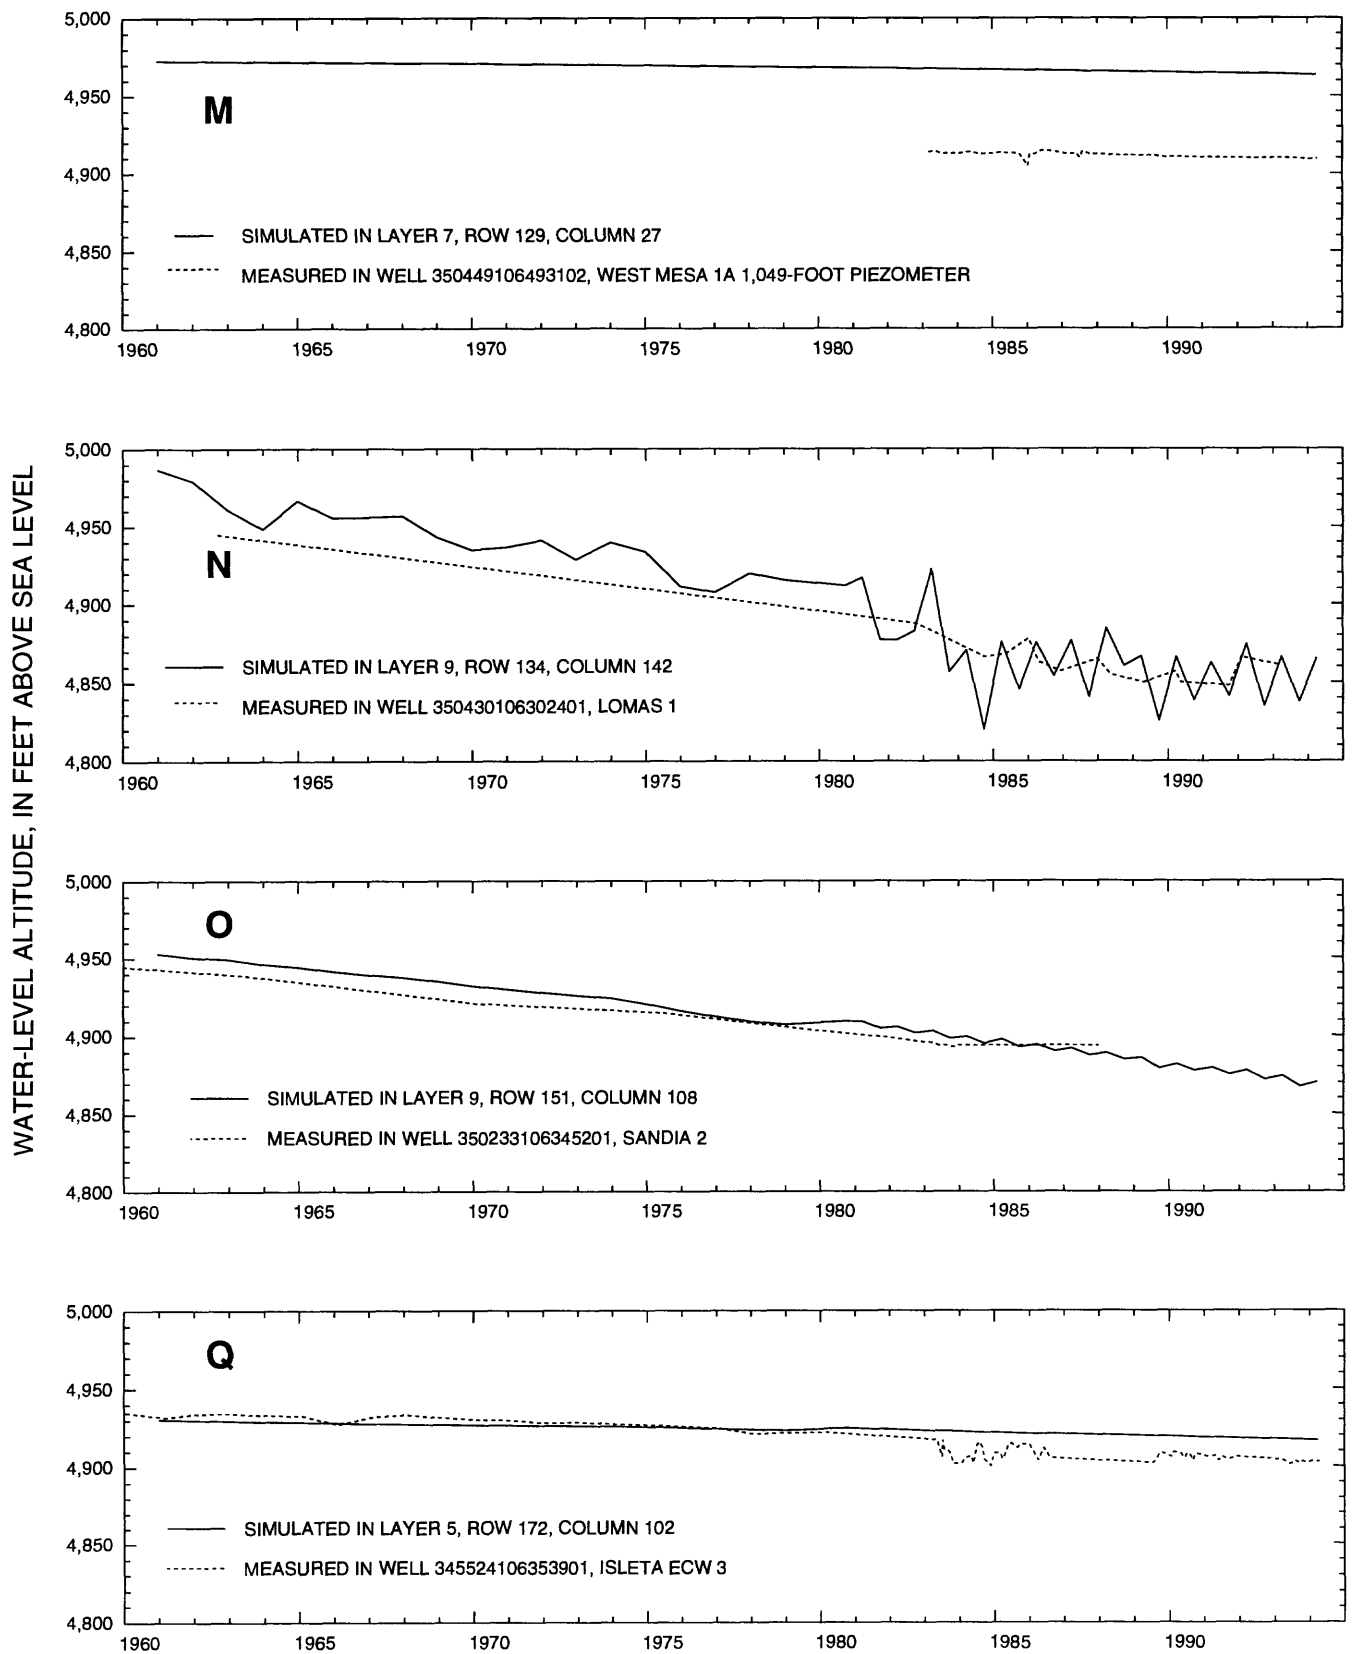 WATER-LEVEL ALTITUDE, IN FEET ABOVE SEA LEVEL
5,000
4,950
4,900
4,850
4,800
M
SIMULATED IN LAYER 7, ROW 129, COLUMN 27
MEASURED IN WELL 350449106493102, WEST MESA 1A 1,049-FOOT PIEZOMETER
1960 1965 1970 1975 1980 1985 1990
5,000
4,950
4,900
4,850
4,800
N
SIMULATED IN LAYER 9, ROW 134, COLUMN 142
MEASURED IN WELL 350430106302401, LOMAS 1
1960 1965 1970 1975 1980 1985 1990
5,000
4,950
4,900
4,850
4,800
O
SIMULATED IN LAYER 9, ROW 151, COLUMN 108
MEASURED IN WELL 350233106345201, SANDIA 2
1960 1965 1970 1975 1980 1985 1990
5,000
4,950
4,900
4,850
4,800
Q
SIMULATED IN LAYER 5, ROW 172, COLUMN 102
MEASURED IN WELL 345524106353901, ISLETA ECW 3
1960 1965 1970 1975 1980 1985 1990